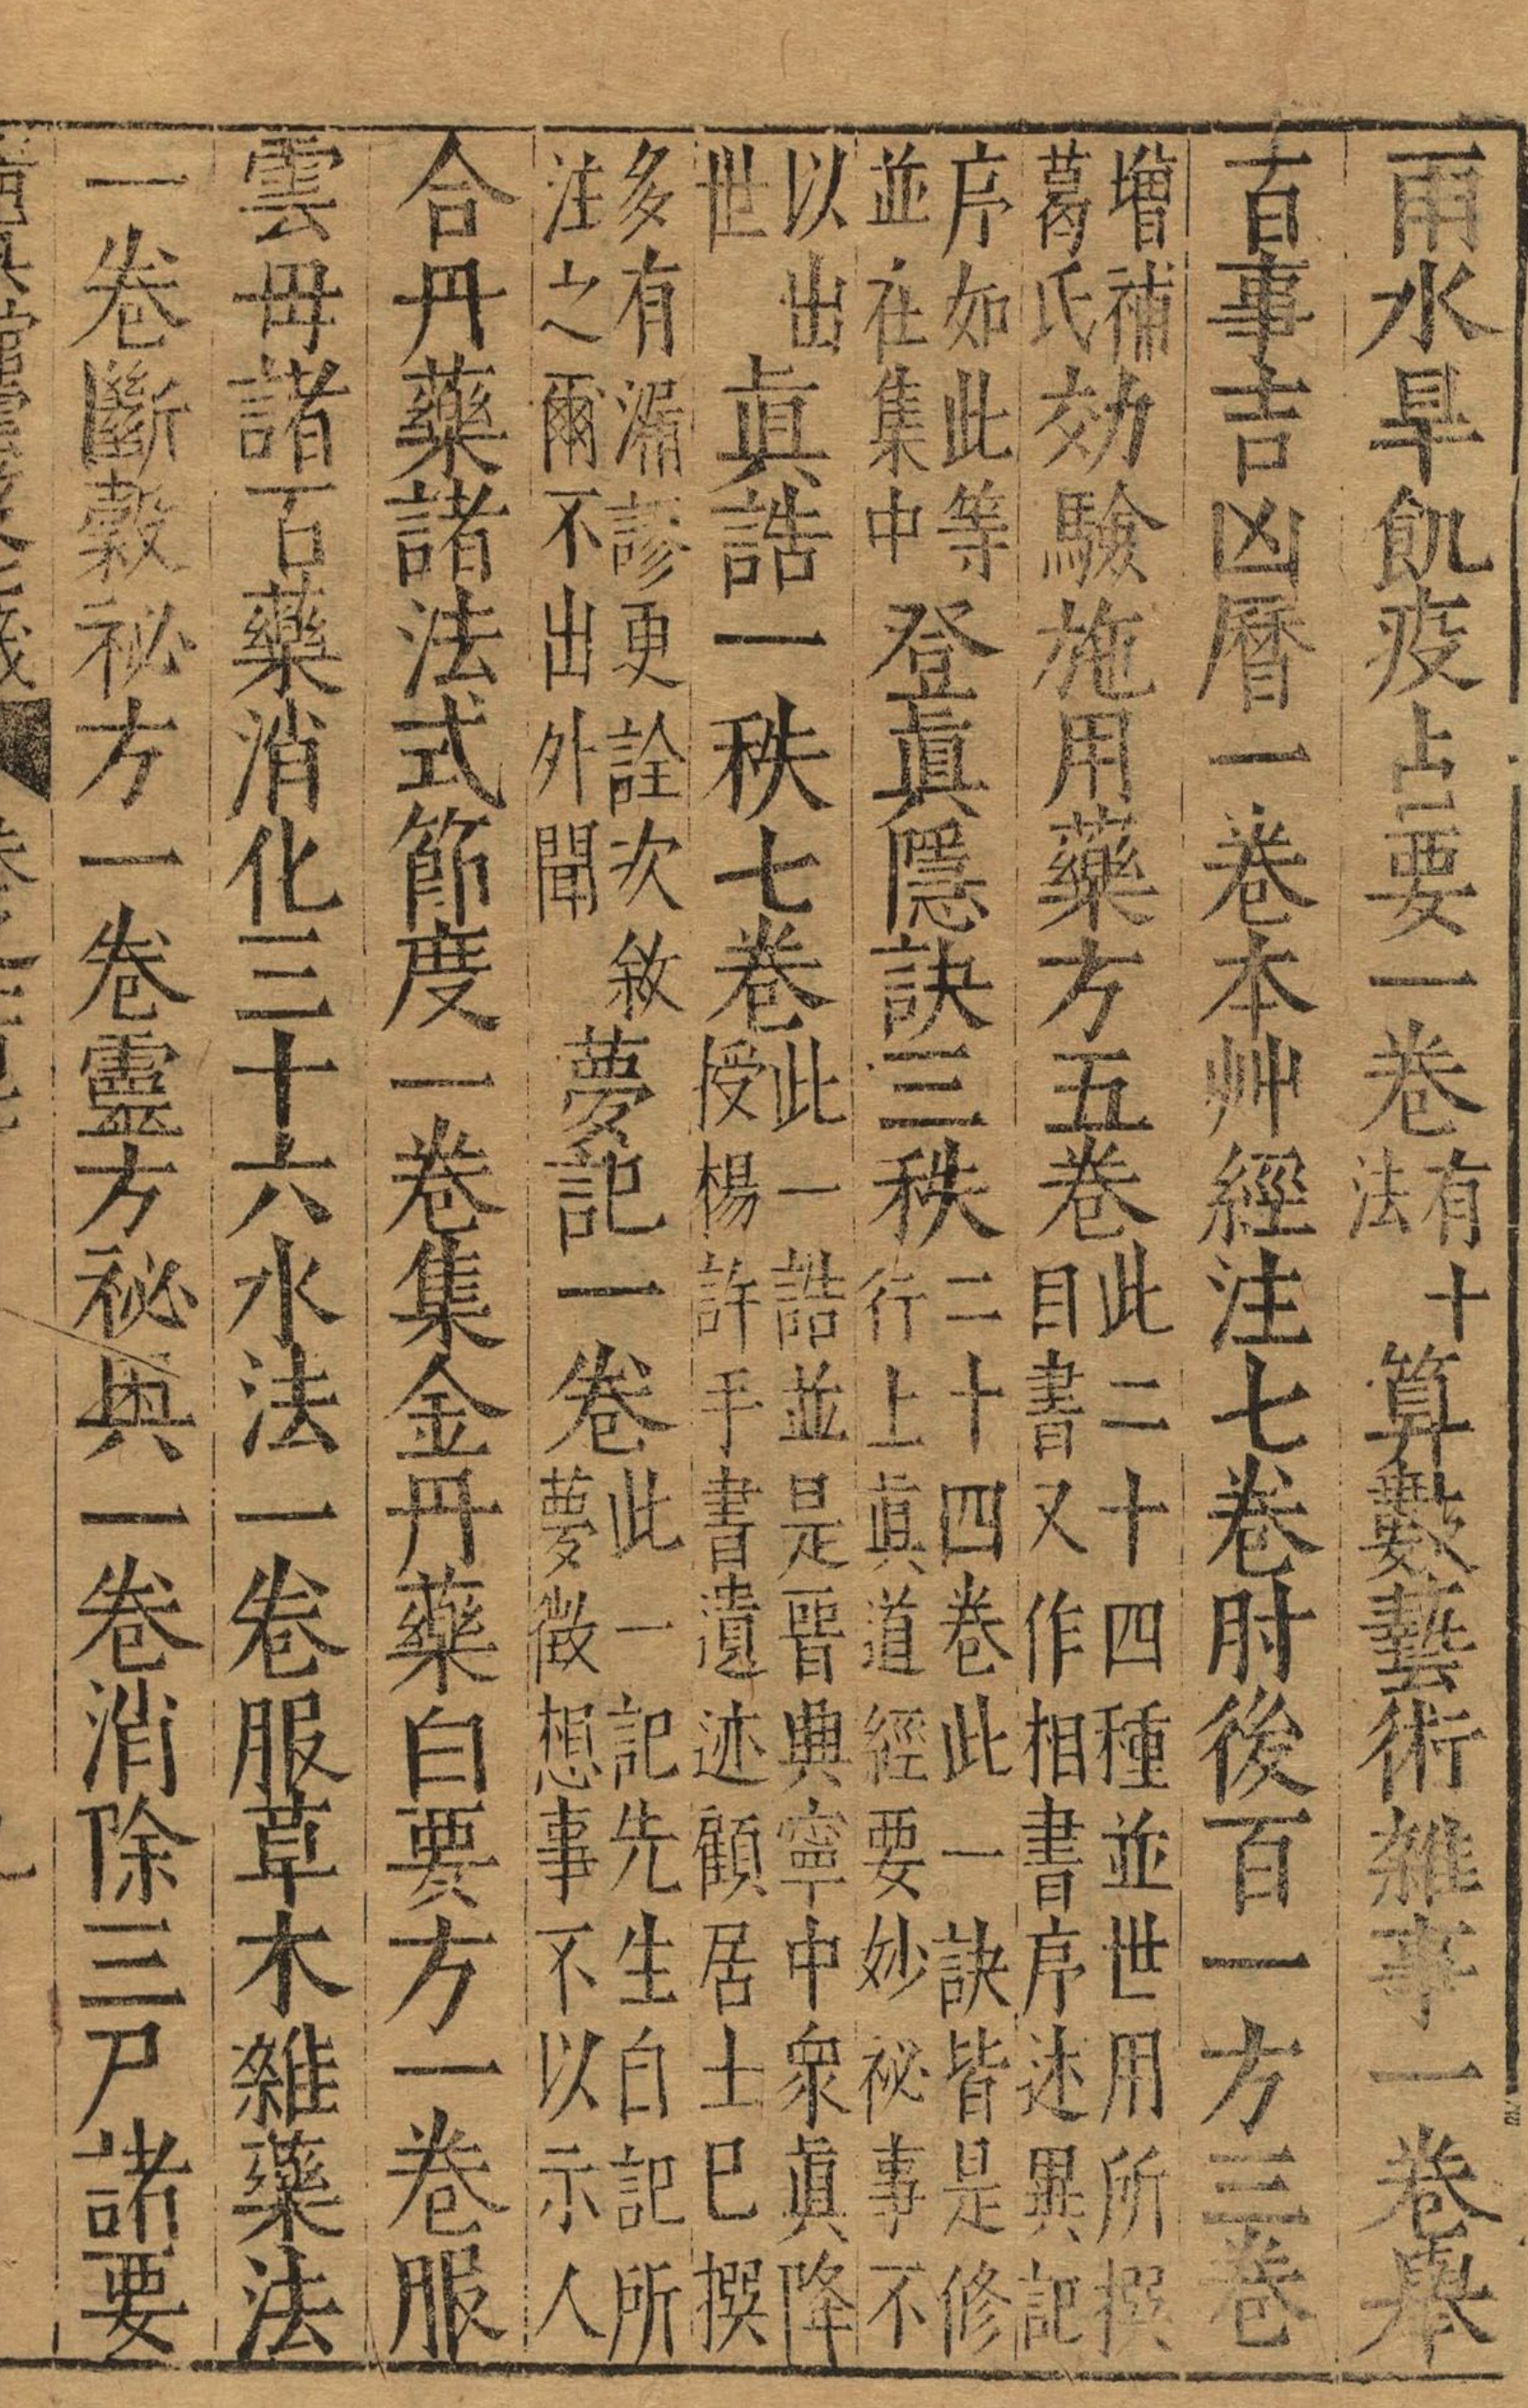 雨水旱飢疫占要一卷有十法算數藝術雜事一卷舉
百事吉凶曆一卷本艸經注七卷肘後百一方三卷
增補葛氏効驗施用藥方五卷此二十四種並世用所撰目書又作相書序述異記
序如此等並在集中登眞隱訣三秩二十四卷此一訣皆是修行上眞道經要妙祕事不
以出世眞誥一秩七卷此一誥並是晉典寧中衆眞降授楊許手書遺迹顧居士已撰
多有漏謬更詮次敘注之爾不出外聞夢記一卷此一記先生自記所夢徵想事不以示人
合丹藥諸法式節度一卷集金丹藥白要方一卷服
雲母諸石藥消化三十六水法一卷服草木雜藥法
一卷斷穀祕方一卷靈方祕奧一卷消除三尸諸要